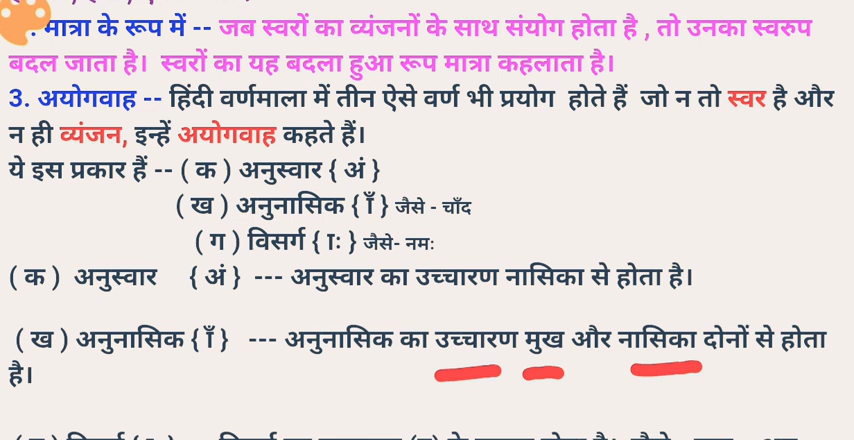 . मात्रा के रूप में -- जब स्वरों का व्यंजनों के साथ संयोग होता है , तो उनका स्वरुप
बदल जाता है। स्वरों का यह बदला हुआ रूप मात्रा कहलाता है।
3. अयोगवाह -- हिंदी वर्णमाला में तीन ऐसे वर्ण भी प्रयोग होते हैं जो न तो स्वर है और
न ही व्यंजन, इन्हें अयोगवाह कहते हैं।
ये इस प्रकार हैं -- ( क ) अनुस्वार { अं }
( ख ) अनुनासिक { ाँ } जैसे - चाँद
( ग ) विसर्ग { ाः } जैसे- नमः
( क ) अनुस्वार { अं } --- अनुस्वार का उच्चारण नासिका से होता है।
( ख ) अनुनासिक { ाँ } --- अनुनासिक का उच्चारण मुख और नासिका दोनों से होता
है।